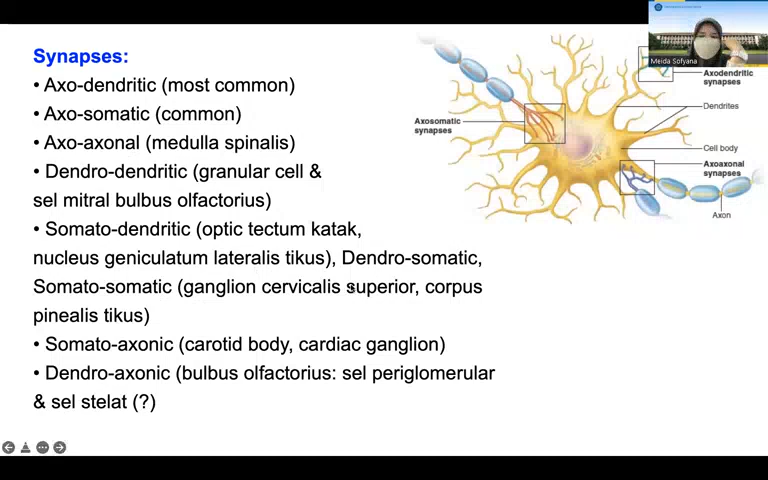 Synapses:
• Axo-dendritic (most common)
• Axo-somatic (common)
• Axo-axonal (medulla spinalis)
• Dendro-dendritic (granular cell &
sel mitral bulbus olfactorius)
• Somato-dendritic (optic tectum katak,
nucleus geniculatum lateralis tikus), Dendro-somatic,
Somato-somatic (ganglion cervicalis superior, corpus
pinealis tikus)
• Somato-axonic (carotid body, cardiac ganglion)
• Dendro-axonic (bulbus olfactorius: sel periglomerular
& sel stelat (?)
Axosomatic
synapses
Meida Sofyana
Axodendritic
synapses
Dendrites
Cell body
Axoaxonal
synapses
Axon